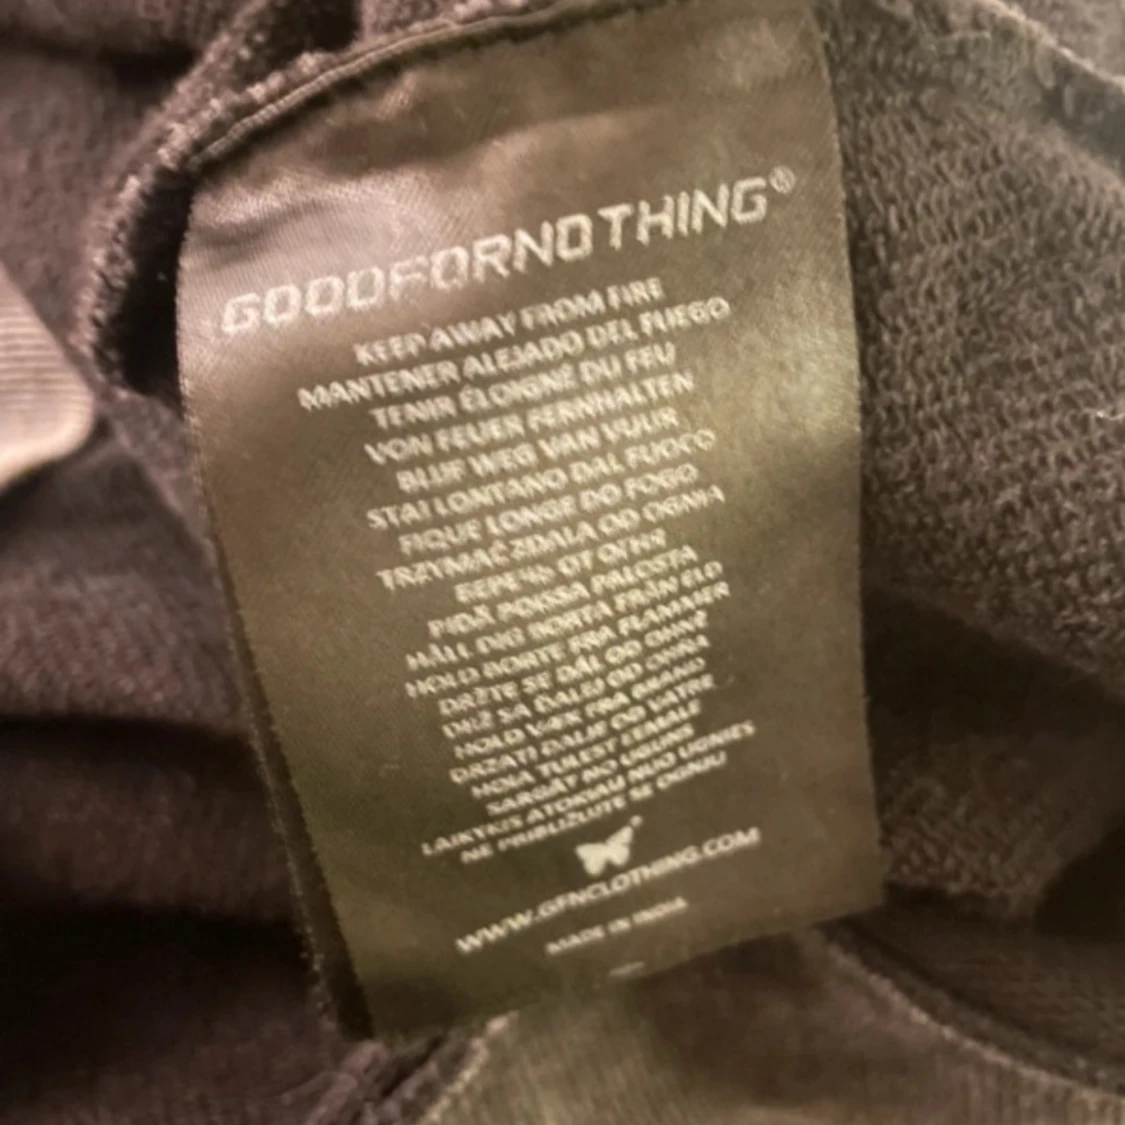 GOODFORNOTHING®
KEEP AWAY FROM FIRE
MANTENER ALEJADO DEL FUEGO
TENIR ÉLOIGNÉ DU FEU
VON FEUER FERNHALTEN
BLIJF WEG VAN VUUR
STAI LONTANO DAL FUOCO
FIQUE LONGE DO FOGO
TRZYMAĆ ZDALA OD OGNIA
PIDÄ POISSA PALOSTA
HÅLL DIG BORTA FRÅN ELD
HOLD BORTE FRA FLAMMER
DRŽTE SE DÁL OD OHNĚ
DRŽ SA ĎALEJ OD OHŇA
HOLD VÆK FRA BRAND
DRZATI DALJE OD VATRE
HOIA TULEST EEMALE
SARGĀT NO UGUNS
LAIKYKIS ATOKIAU NUO UGNIES
NE PRIBLIŽUJTE SE OGNJU
WWW.GFNCLOTHING.COM
MADE IN INDIA